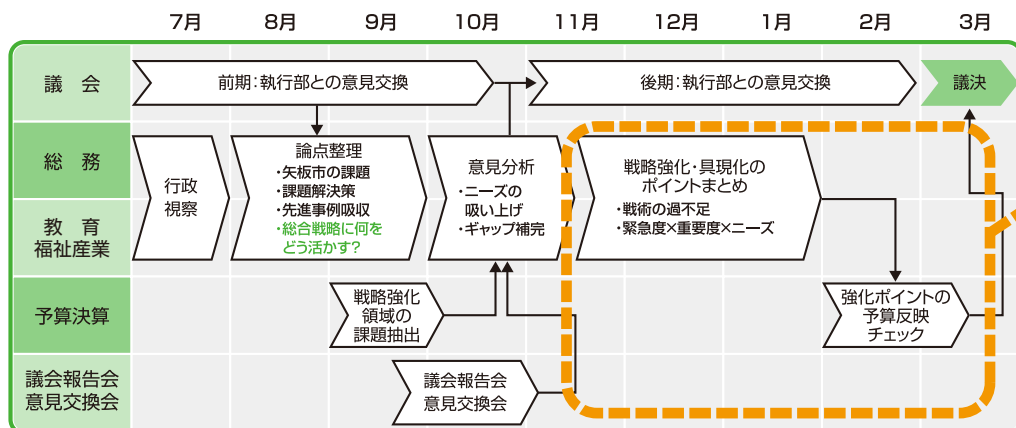 7月 8月 9月 10月 11月 12月 1月 2月 3月
議 会
前期：執行部との意見交換
後期：執行部との意見交換
議決
総 務
教 育
福祉産業
行政
視察
論点整理
・矢板市の課題
・課題解決策
・先進事例吸収
・総合戦略に何を
どう活かす？
意見分析
・ニーズの
吸い上げ
・ギャップ補完
戦略強化・具現化の
ポイントまとめ
・戦術の過不足
・緊急度×重要度×ニーズ
予算決算
戦略強化
領域の
課題抽出
強化ポイントの
予算反映
チェック
議会報告会
意見交換会
議会報告会
意見交換会